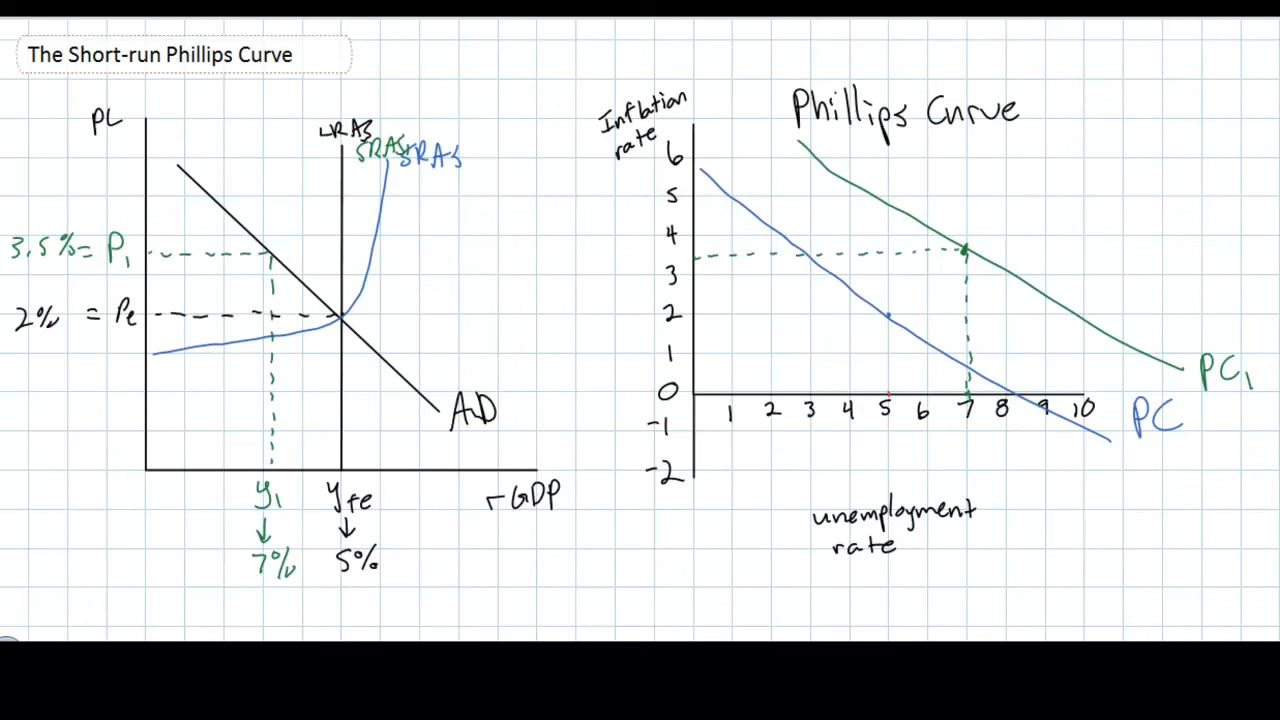 The Short-run Phillips Curve
PL
LRAS
SRAS₁
SRAS
3.5% = P₁
2% = Pe
AD
y₁
yfe
rGDP
7%
5%
Phillips Curve
Inflation
rate
6
5
4
3
2
1
0
-1
-2
1 2 3 4 5 6 7 8 9 10
PC₁
PC
unemployment
rate